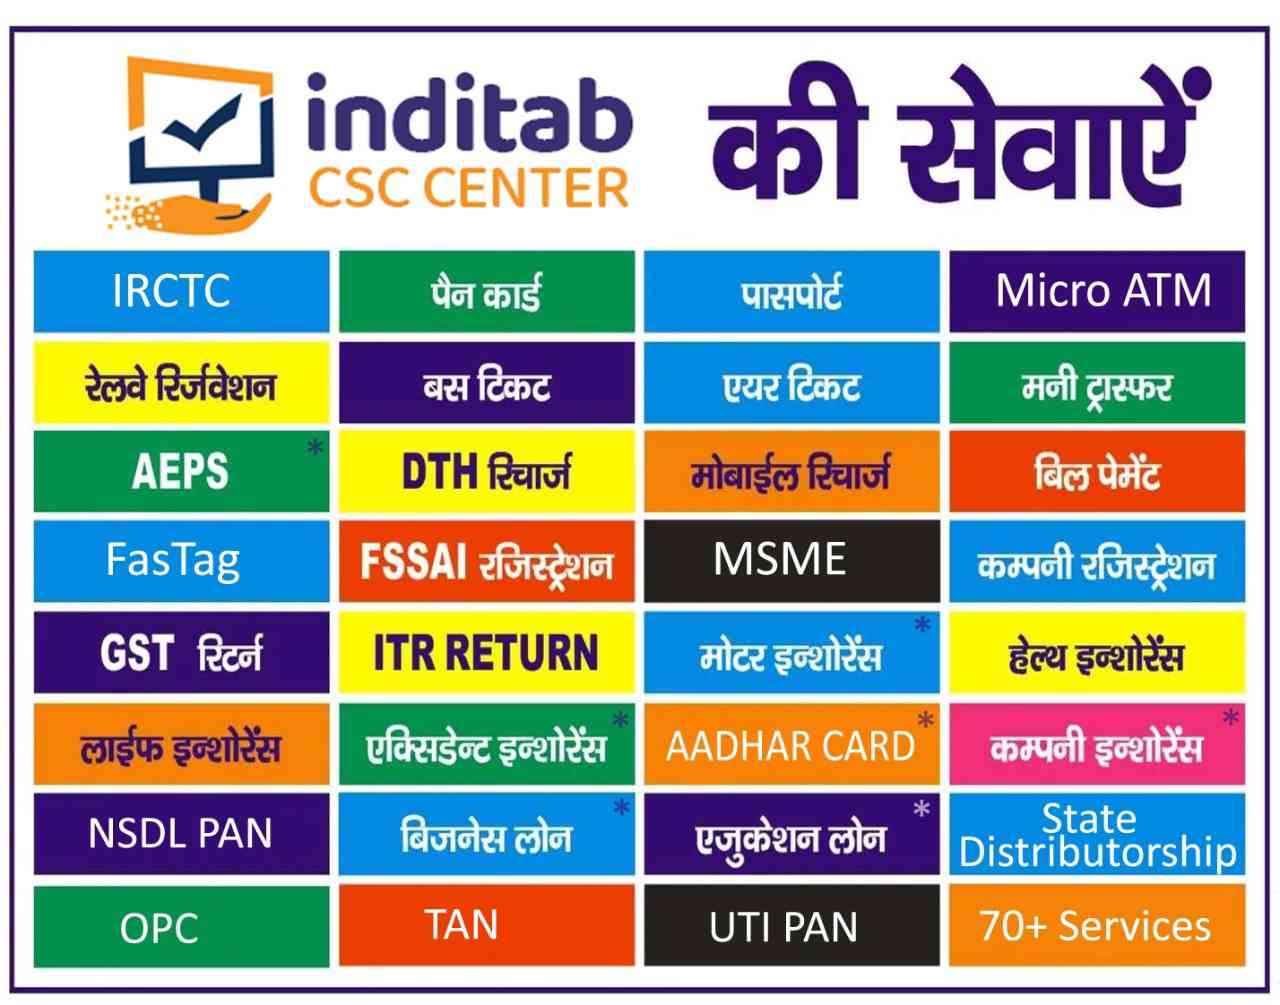 inditab
CSC CENTER
की सेवाऐं
IRCTC
पैन कार्ड
पासपोर्ट
Micro ATM
रेलवे रिर्जवेशन
बस टिकट
एयर टिकट
मनी ट्रास्फर
AEPS *
DTH रिचार्ज
मोबाईल रिचार्ज
बिल पेमेंट
FasTag
FSSAI रजिस्ट्रेशन
MSME
कम्पनी रजिस्ट्रेशन
GST रिटर्न
ITR RETURN
मोटर इन्शोरेंस *
हेल्थ इन्शोरेंस
लाईफ इन्शोरेंस
एक्सिडेन्ट इन्शोरेंस *
AADHAR CARD *
कम्पनी इन्शोरेंस *
NSDL PAN
बिजनेस लोन *
एजुकेशन लोन *
State
Distributorship
OPC
TAN
UTI PAN
70+ Services